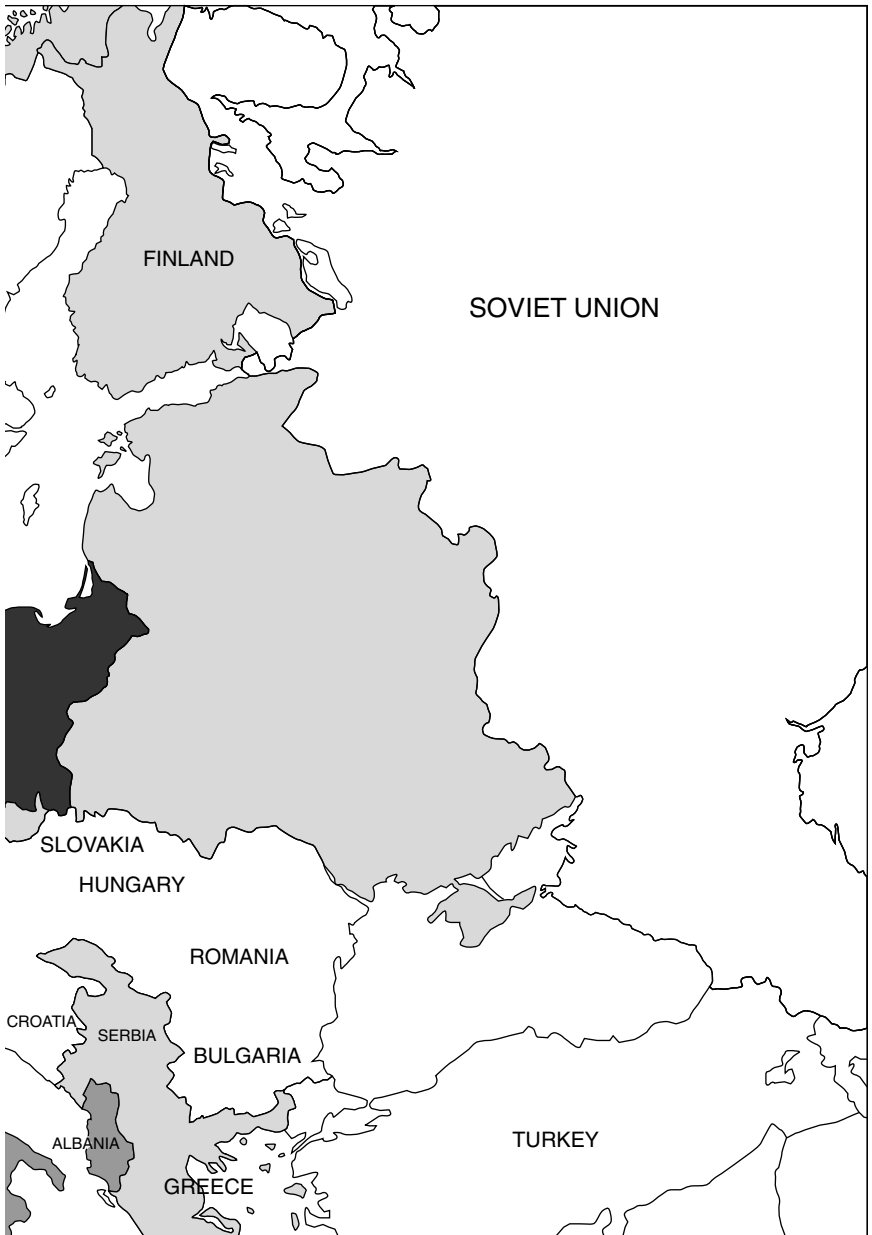 FINLAND
SOVIET UNION
SLOVAKIA
HUNGARY
ROMANIA
CROATIA
SERBIA
BULGARIA
ALBANIA
TURKEY
GREECE